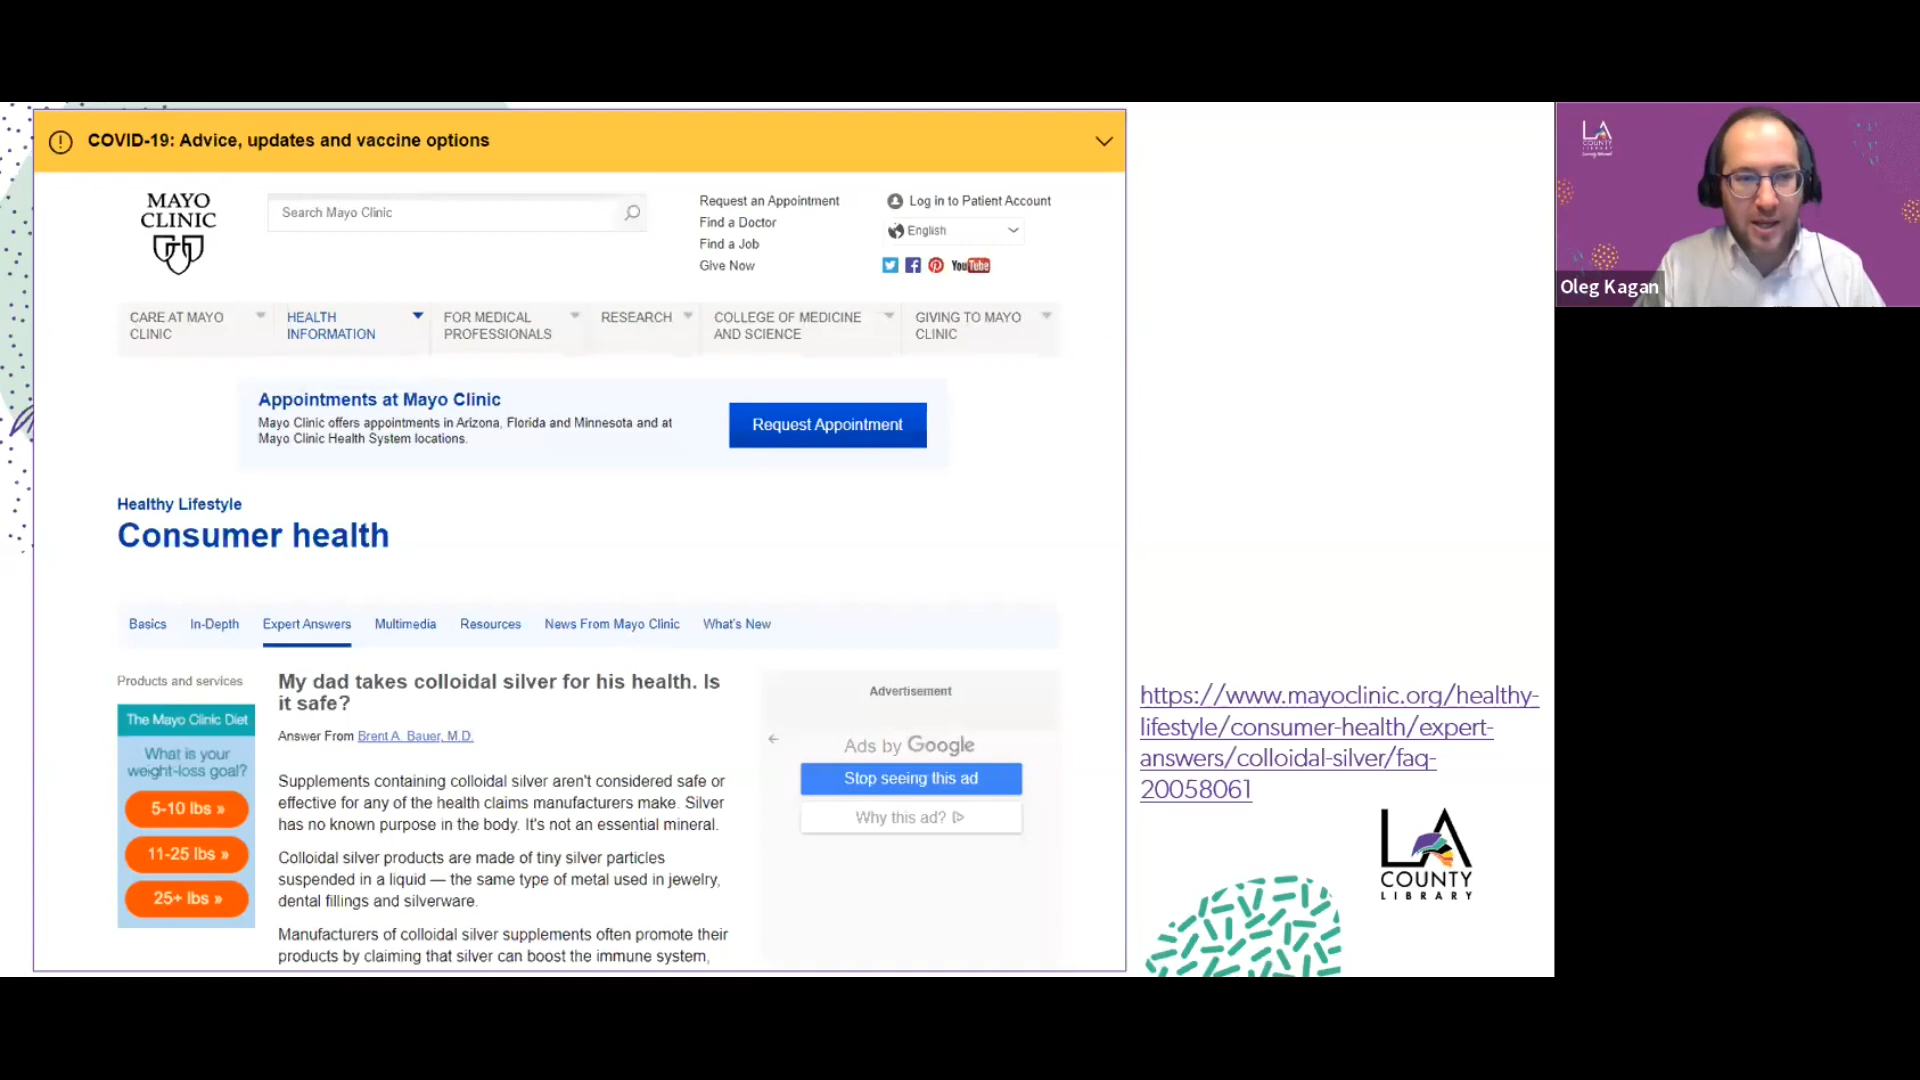 COVID-19: Advice, updates and vaccine options
MAYO
CLINIC
Search Mayo Clinic
Request an Appointment
Find a Doctor
Find a Job
Give Now
Log in to Patient Account
English
YouTube
CARE AT MAYO
CLINIC
HEALTH
INFORMATION
FOR MEDICAL
PROFESSIONALS
RESEARCH
COLLEGE OF MEDICINE
AND SCIENCE
GIVING TO MAYO
CLINIC
Appointments at Mayo Clinic
Mayo Clinic offers appointments in Arizona, Florida and Minnesota and at
Mayo Clinic Health System locations.
Request Appointment
Healthy Lifestyle
Consumer health
Basics In-Depth Expert Answers Multimedia Resources News From Mayo Clinic What's New
Products and services
The Mayo Clinic Diet
What is your
weight-loss goal?
5-10 lbs »
11-25 lbs »
25+ lbs »
My dad takes colloidal silver for his health. Is
it safe?
Answer From Brent A. Bauer, M.D.
Supplements containing colloidal silver aren't considered safe or
effective for any of the health claims manufacturers make. Silver
has no known purpose in the body. It's not an essential mineral.
Colloidal silver products are made of tiny silver particles
suspended in a liquid — the same type of metal used in jewelry,
dental fillings and silverware.
Manufacturers of colloidal silver supplements often promote their
products by claiming that silver can boost the immune system,
Advertisement
Ads by Google
Stop seeing this ad
Why this ad?
https://www.mayoclinic.org/healthy-
lifestyle/consumer-health/expert-
answers/colloidal-silver/faq-
20058061
LA
COUNTY
LIBRARY
LA
COUNTY
LIBRARY
Oleg Kagan